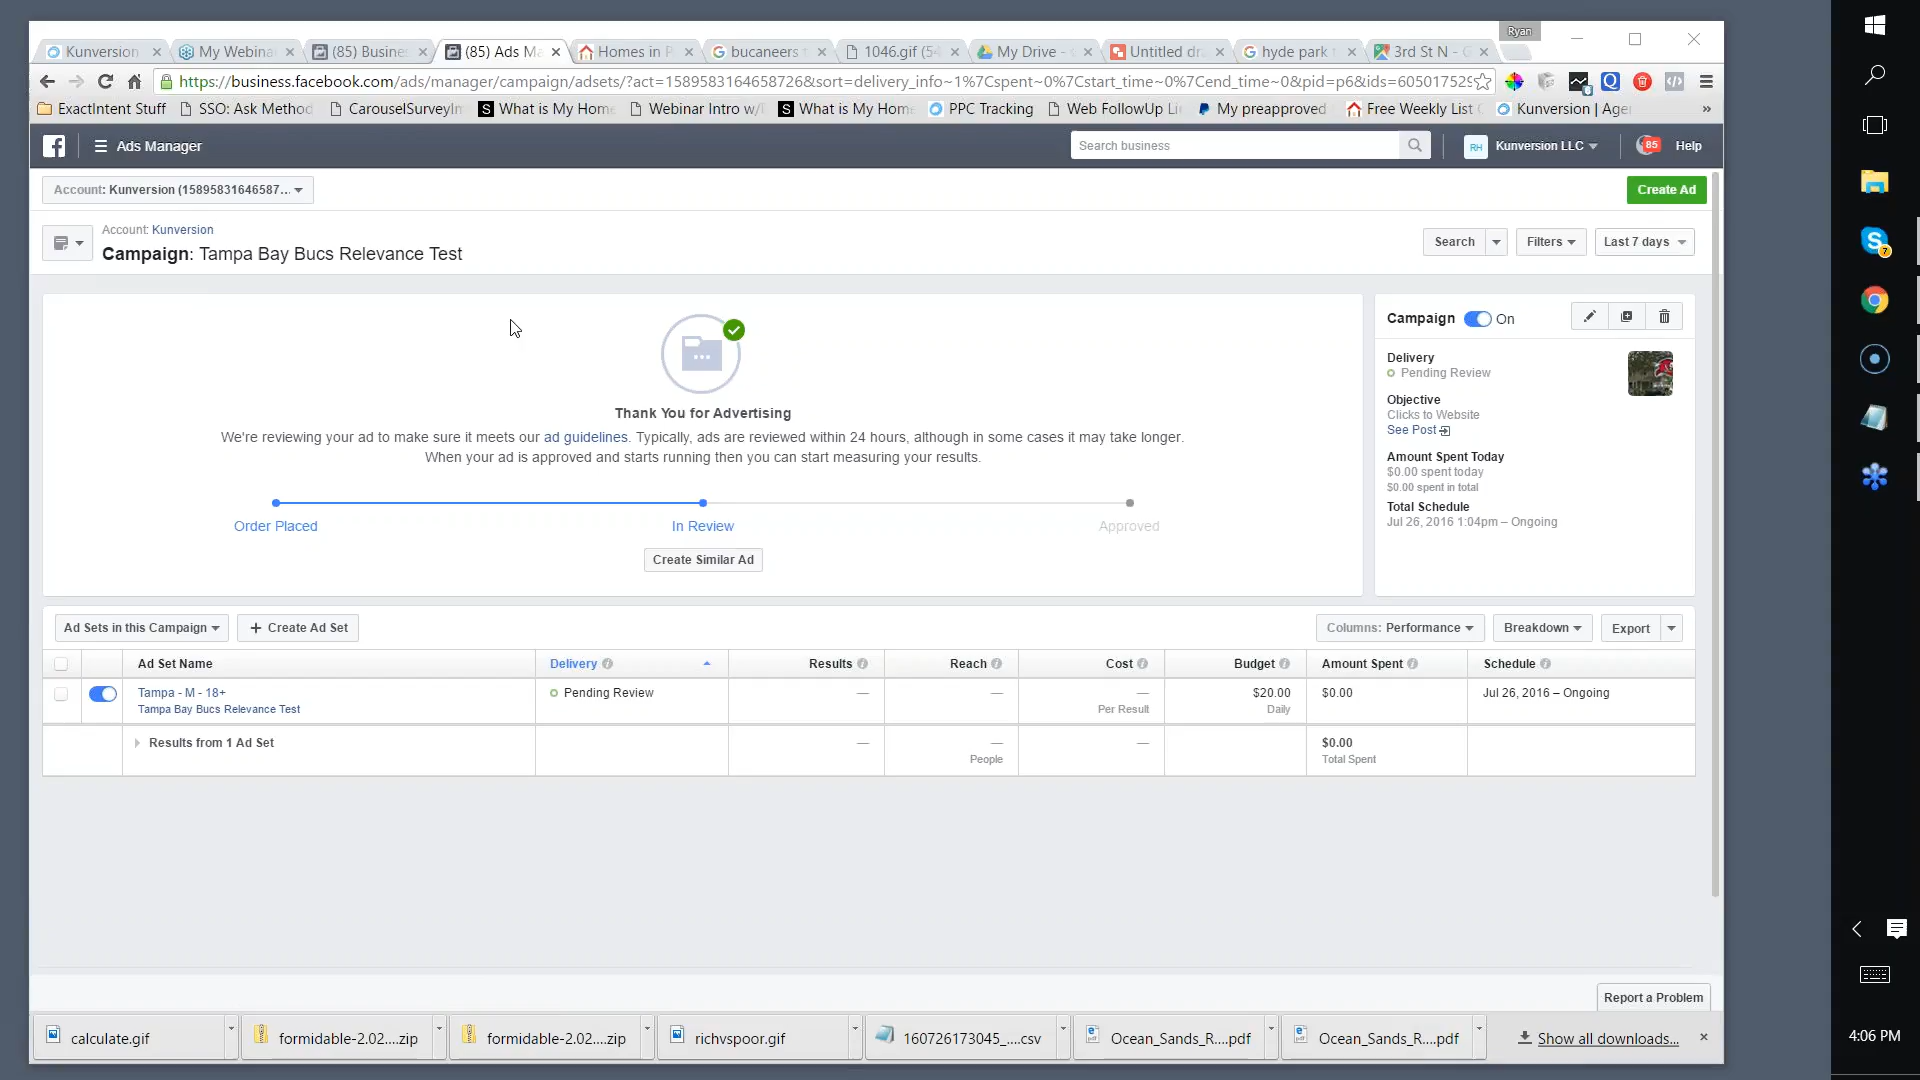 Ryan
Kunversion
My Webina
(85) Busine
(85) Ads Ma
Homes in P
bucaneers
1046.gif (54
My Drive -
Untitled dr
hyde park
3rd St N - G
https://business.facebook.com/ads/manager/campaign/adsets/?act=1589583164658726&sort=delivery_info~1%7Cspent~0%7Cstart_time~0%7Cend_time~0&pid=p6&ids=605017529
ExactIntent Stuff
SSO: Ask Method
CarouselSurveyIm
What is My Home
Webinar Intro w/
What is My Home
PPC Tracking
Web FollowUp Li
My preapproved
Free Weekly List
Kunversion | Age
»
Ads Manager
Search business
RH
Kunversion LLC
85
Help
Account: Kunversion (15895831646587...
Create Ad
Account: Kunversion
Campaign: Tampa Bay Bucs Relevance Test
Search
Filters
Last 7 days
Thank You for Advertising
We're reviewing your ad to make sure it meets our ad guidelines. Typically, ads are reviewed within 24 hours, although in some cases it may take longer.
When your ad is approved and starts running then you can start measuring your results.
Order Placed
In Review
Approved
Create Similar Ad
Campaign
On
Delivery
Pending Review
Objective
Clicks to Website
See Post
Amount Spent Today
$0.00 spent today
$0.00 spent in total
Total Schedule
Jul 26, 2016 1:04pm – Ongoing
Ad Sets in this Campaign
+ Create Ad Set
Columns: Performance
Breakdown
Export
Ad Set Name
Delivery
Results
Reach
Cost
Budget
Amount Spent
Schedule
Tampa - M - 18+
Tampa Bay Bucs Relevance Test
Pending Review
—
—
—
Per Result
$20.00
Daily
$0.00
Jul 26, 2016 – Ongoing
Results from 1 Ad Set
—
—
People
—
$0.00
Total Spent
Report a Problem
calculate.gif
formidable-2.02....zip
formidable-2.02....zip
richvspoor.gif
160726173045_....csv
Ocean_Sands_R....pdf
Ocean_Sands_R....pdf
Show all downloads...
S
7
4:06 PM